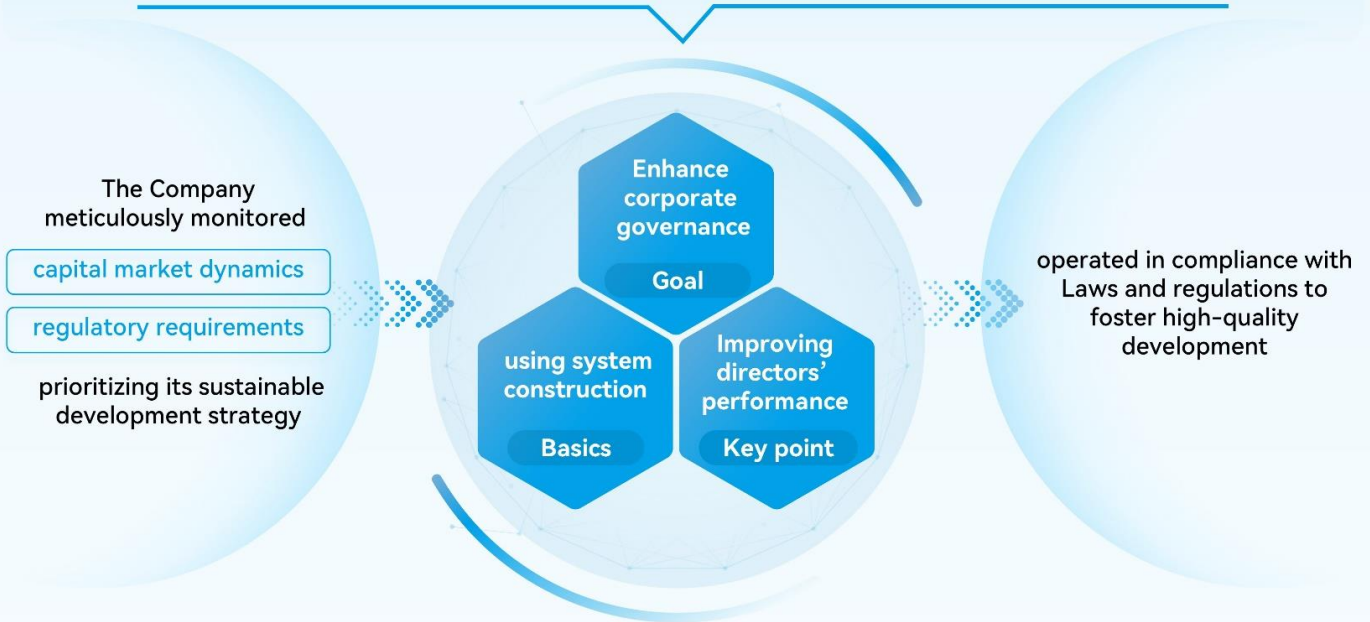 The Company
meticulously monitored
capital market dynamics
regulatory requirements
prioritizing its sustainable
development strategy
Enhance
corporate
governance
Goal
using system
construction
Basics
Improving
directors’
performance
Key point
operated in compliance with
Laws and regulations to
foster high-quality
development